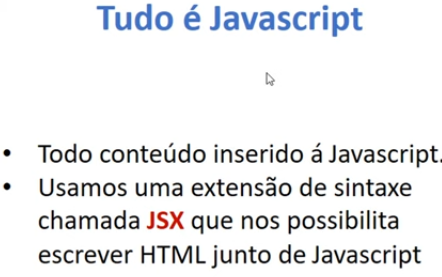 Tudo é Javascript
• Todo conteúdo inserido á Javascript.
• Usamos uma extensão de sintaxe
chamada JSX que nos possibilita
escrever HTML junto de Javascript